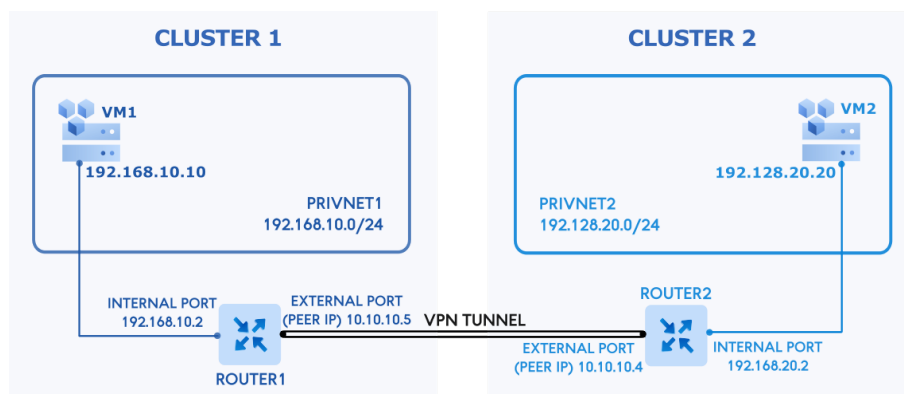 CLUSTER 1
VM1
192.168.10.10
PRIVNET1
192.168.10.0/24
INTERNAL PORT
192.168.10.2
EXTERNAL PORT
(PEER IP) 10.10.10.5
ROUTER1
VPN TUNNEL
CLUSTER 2
VM2
192.128.20.20
PRIVNET2
192.128.20.0/24
ROUTER2
EXTERNAL PORT
(PEER IP) 10.10.10.4
INTERNAL PORT
192.168.20.2